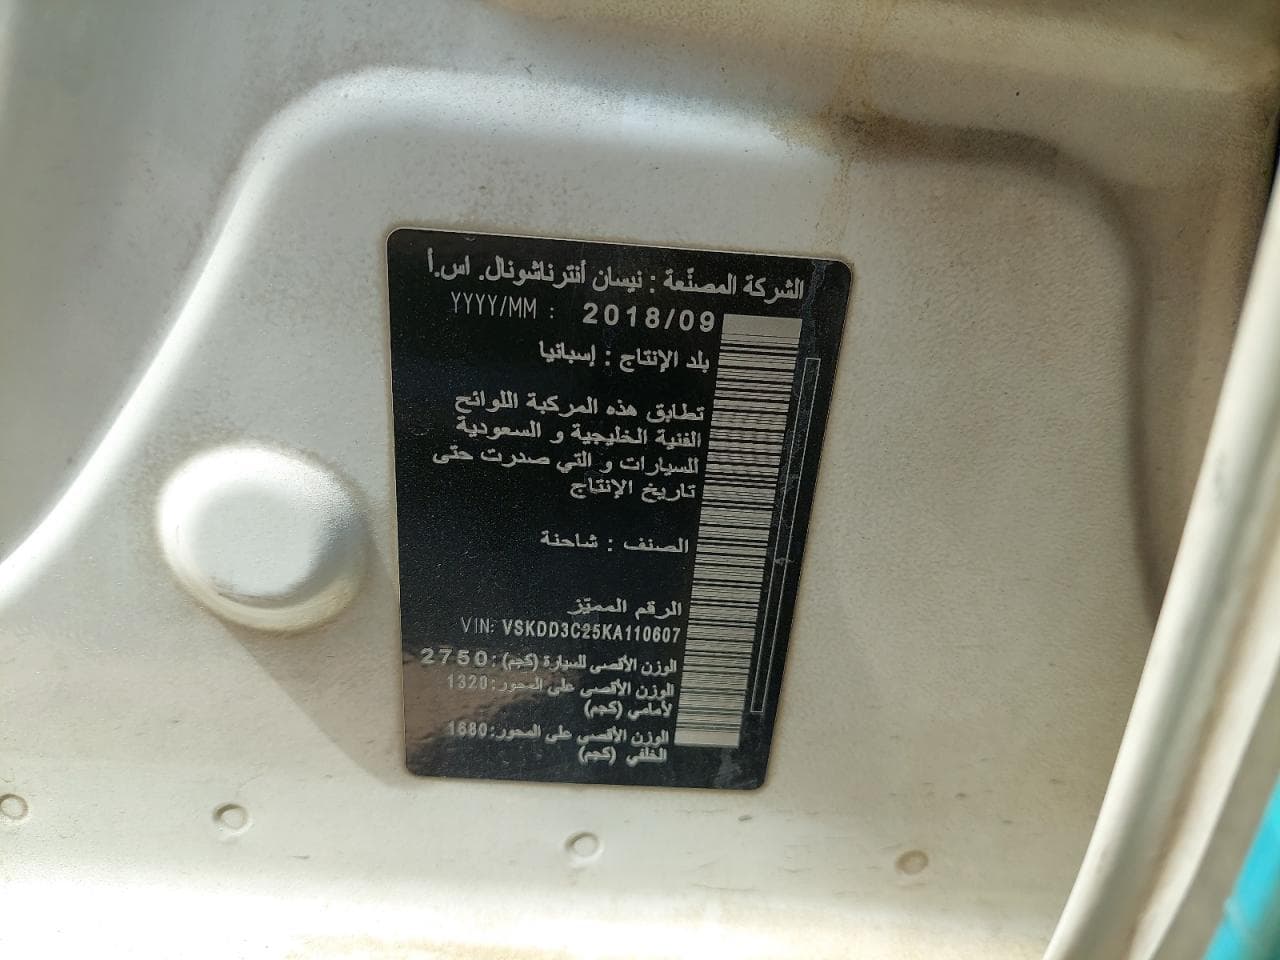 الشركة المصنّعة : نيسان أنترناشونال. اس.أ
YYYY/MM : 2018/09
بلد الإنتاج : إسبانيا
تطابق هذه المركبة اللوائح
الفنية الخليجية و السعودية
للسيارات و التي صدرت حتى
تاريخ الإنتاج
الصنف : شاحنة
الرقم المميّز
VIN: VSKDD3C25KA110607
الوزن الأقصى للسيارة (كجم): 2750
الوزن الأقصى على المحور: 1320
لأمامي (كجم)
الوزن الأقصى على المحور: 1680
الخلفي (كجم)